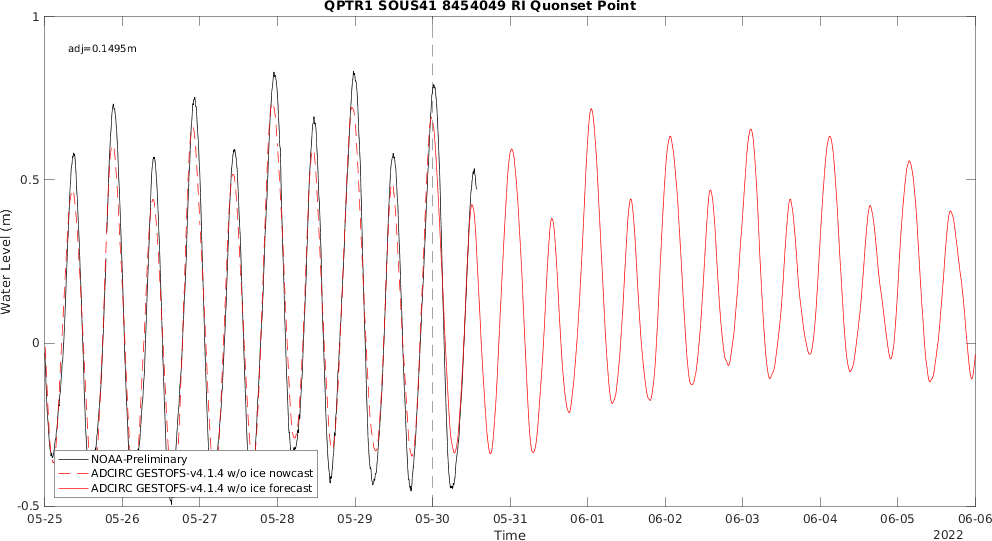 QPTR1 SOUS41 8454049 RI Quonset Point
adj=0.1495m
Water Level (m)
1
0.5
0
-0.5
NOAA-Preliminary
ADCIRC GESTOFS-v4.1.4 w/o ice nowcast
ADCIRC GESTOFS-v4.1.4 w/o ice forecast
05-25 05-26 05-27 05-28 05-29 05-30 05-31 06-01 06-02 06-03 06-04 06-05 06-06
Time
2022